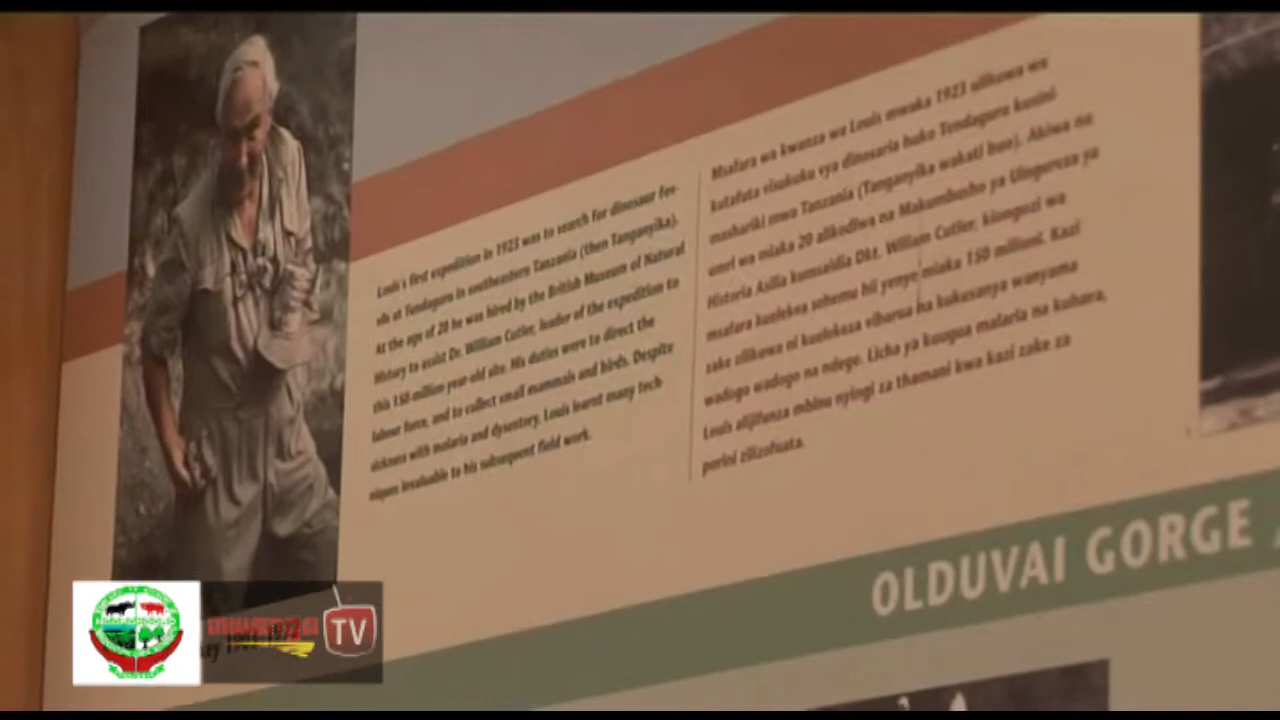 Louis's first expedition in 1923 was to search for dinosaur fos-
sils at Tendaguru in southeastern Tanzania (then Tanganyika).
At the age of 20 he was hired by the British Museum of Natural
History to assist Dr. William Cutler, leader of the expedition to
this 150-million year-old site. His duties were to direct the
labour force, and to collect small mammals and birds. Despite
sickness with malaria and dysentery, Louis learnt many tech
niques invaluable to his subsequent field work.
Msafara wa kwanza wa Louis mwaka 1923 ulikuwa wa
kutafuta visukuku vya dinosaria huko Tendaguru kusini
mashariki mwa Tanzania (Tanganyika wakati huo). Akiwa na
umri wa miaka 20 alikodiwa na Makumbusho ya Uingereza ya
Historia Asilia kumsaidia Dkt. William Cutler, kiongozi wa
msafara kuelekea sehemu hii yenye miaka 150 milioni. Kazi
zake zilikuwa ni kuelekeza vibarua na kukusanya wanyama
wadogo wadogo na ndege. Licha ya kuugua malaria na kuhara,
Louis alijifunza mbinu nyingi za thamani kwa kazi zake za
porini zilizofuata.
OLDUVAI GORGE
mwanga TV